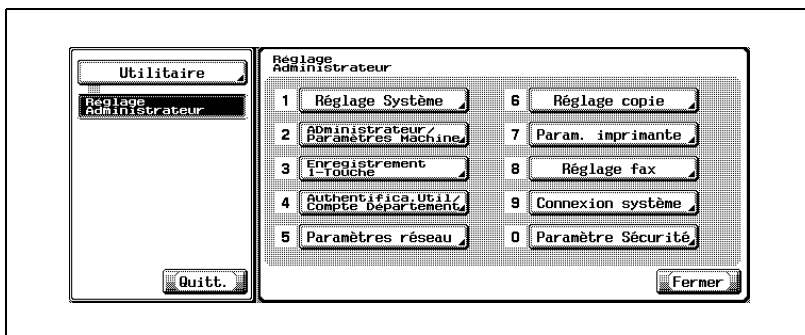 Utilitaire
Réglage
Administrateur
Quitt.
Réglage
Administrateur
1 Réglage Système
2 ADministrateur/
Paramètres Machine
3 Enregistrement
1-Touche
4 Authentifica.Util/
Compte Département
5 Paramètres réseau
6 Réglage copie
7 Param. imprimante
8 Réglage fax
9 Connexion système
0 Paramètre Sécurité
Fermer